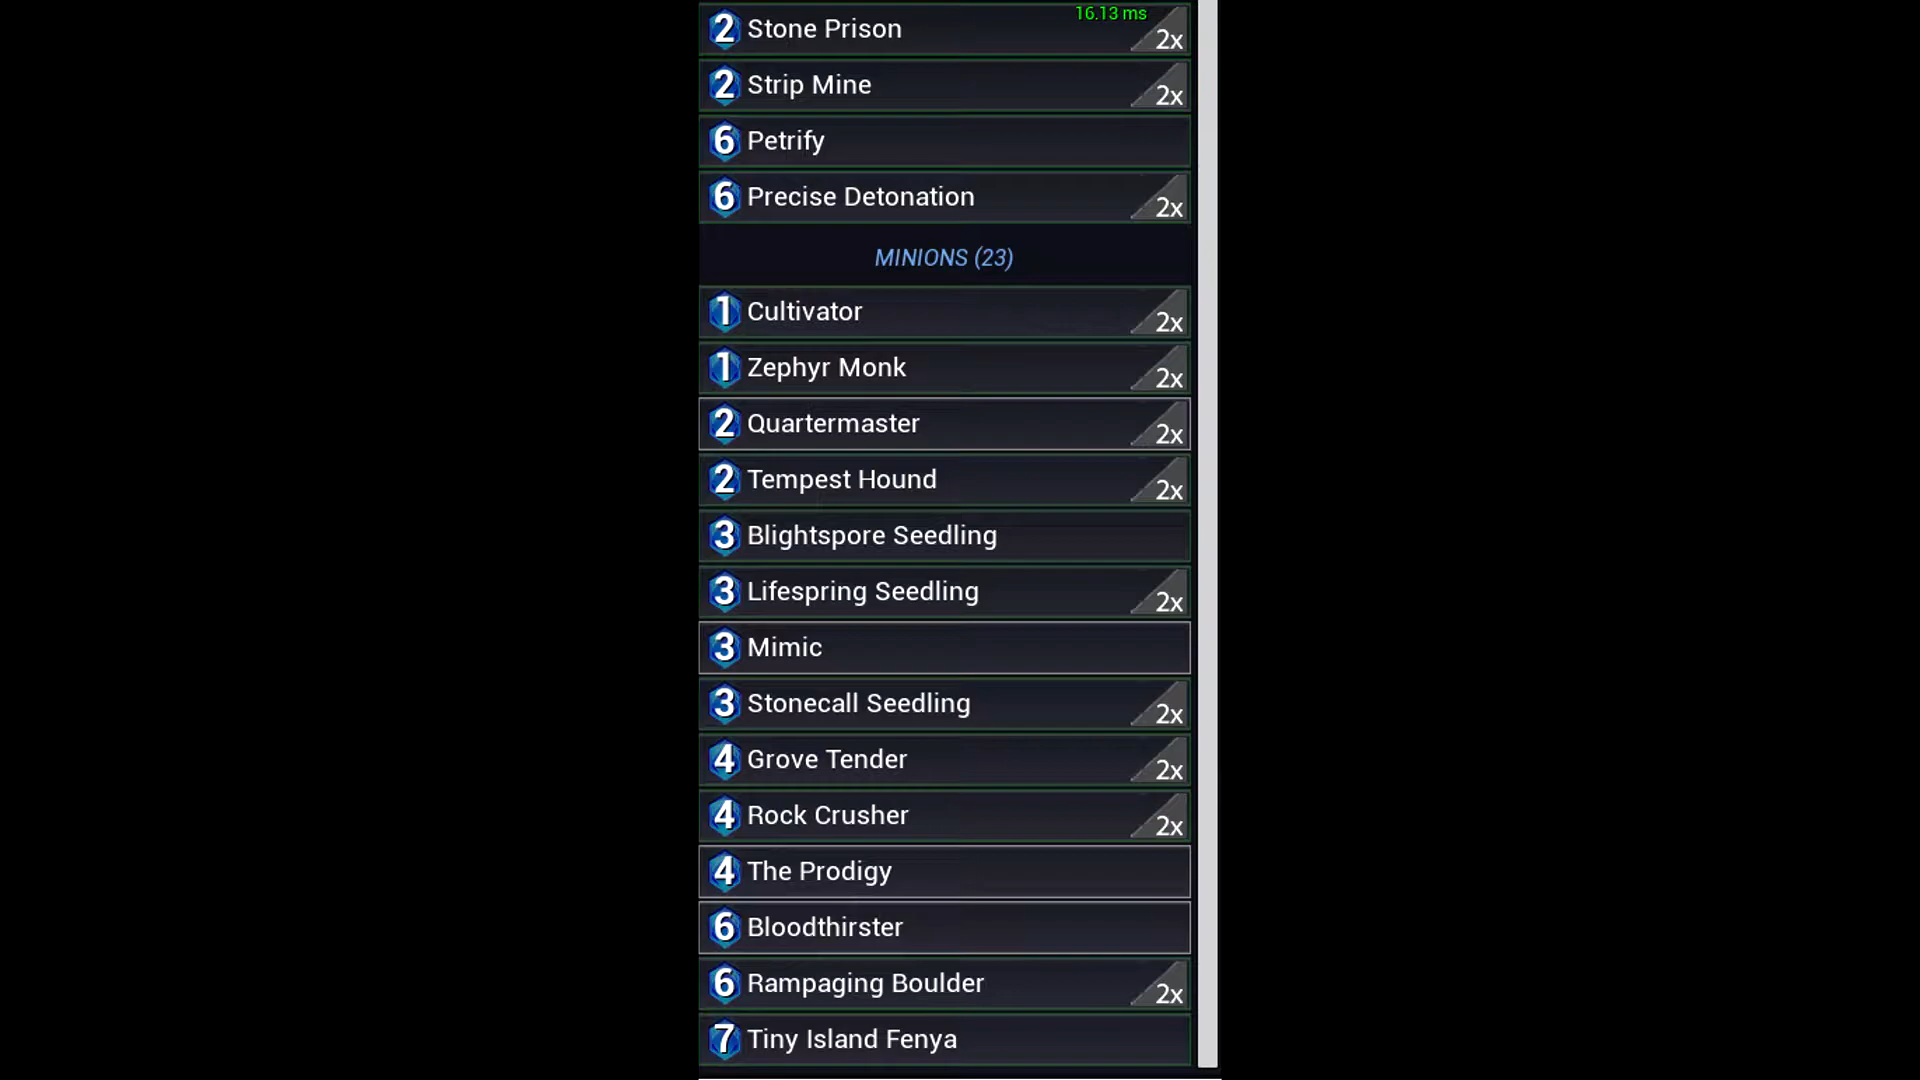 16.13 ms
2 Stone Prison 2x
2 Strip Mine 2x
6 Petrify
6 Precise Detonation 2x
MINIONS (23)
1 Cultivator 2x
1 Zephyr Monk 2x
2 Quartermaster 2x
2 Tempest Hound 2x
3 Blightspore Seedling
3 Lifespring Seedling 2x
3 Mimic
3 Stonecall Seedling 2x
4 Grove Tender 2x
4 Rock Crusher 2x
4 The Prodigy
6 Bloodthirster
6 Rampaging Boulder 2x
7 Tiny Island Fenya